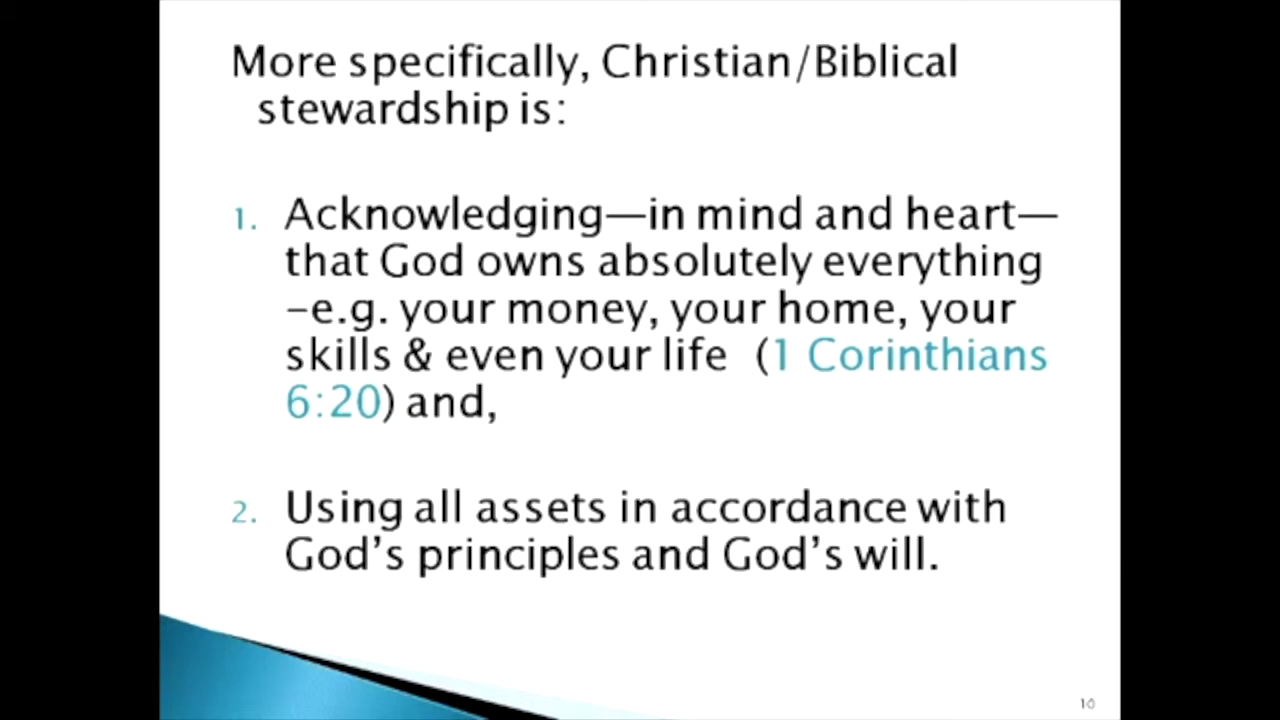 More specifically, Christian/Biblical
stewardship is:
1. Acknowledging—in mind and heart—
that God owns absolutely everything
–e.g. your money, your home, your
skills & even your life (1 Corinthians
6:20) and,
2. Using all assets in accordance with
God's principles and God's will.
10